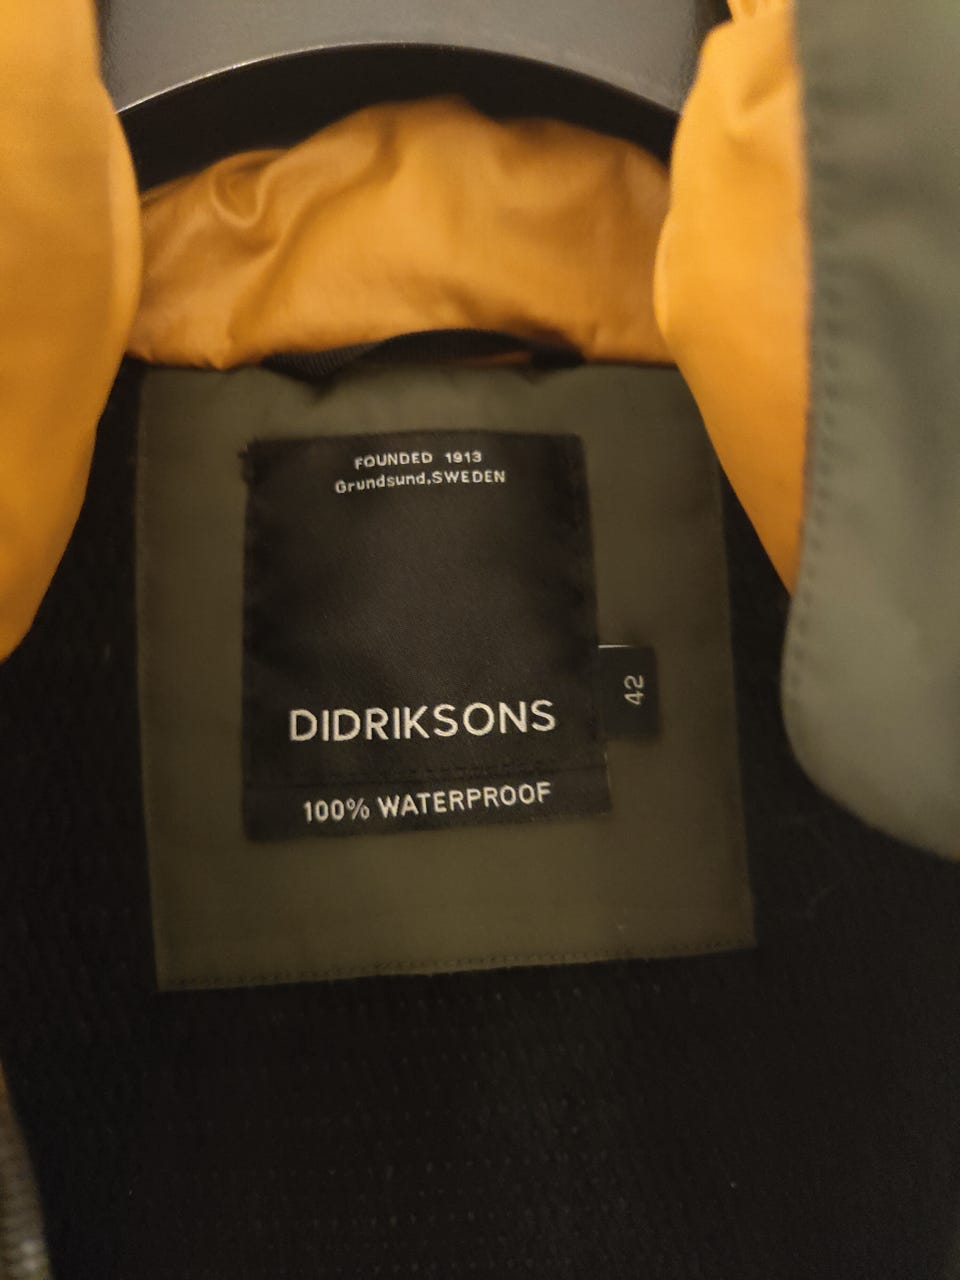 FOUNDED 1913
Grundsund,SWEDEN
DIDRIKSONS
42
100% WATERPROOF